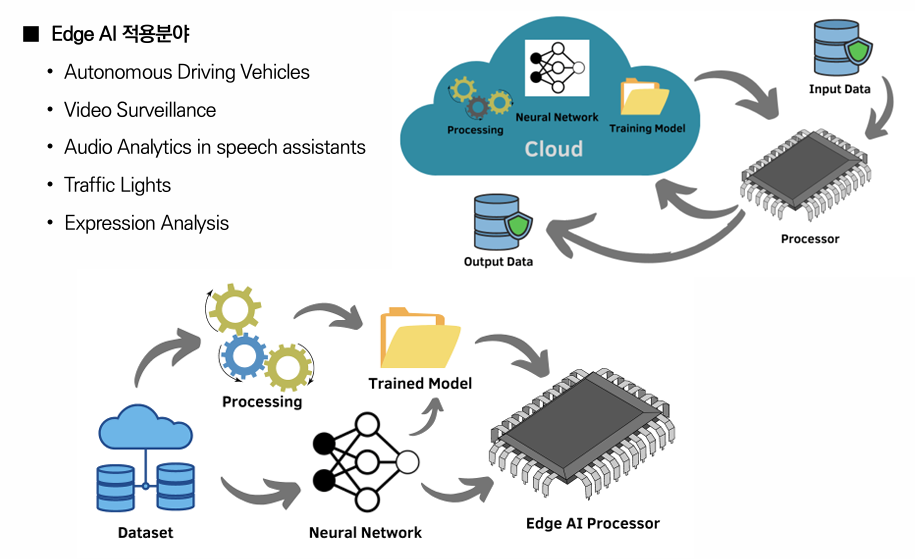 ■ Edge AI 적용분야
• Autonomous Driving Vehicles
• Video Surveillance
• Audio Analytics in speech assistants
• Traffic Lights
• Expression Analysis
Processing
Neural Network
Training Model
Cloud
Input Data
Processor
Output Data
Processing
Trained Model
Dataset
Neural Network
Edge AI Processor